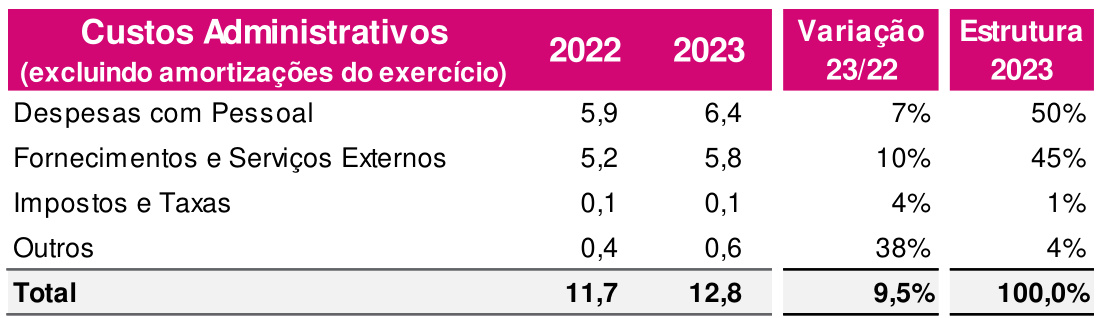 Custos Administrativos 2022 2023 Variação Estrutura
(excluindo amortizações do exercício) 23/22 2023
Despesas com Pessoal 5,9 6,4 7% 50%
Fornecimentos e Serviços Externos 5,2 5,8 10% 45%
Impostos e Taxas 0,1 0,1 4% 1%
Outros 0,4 0,6 38% 4%
Total 11,7 12,8 9,5% 100,0%